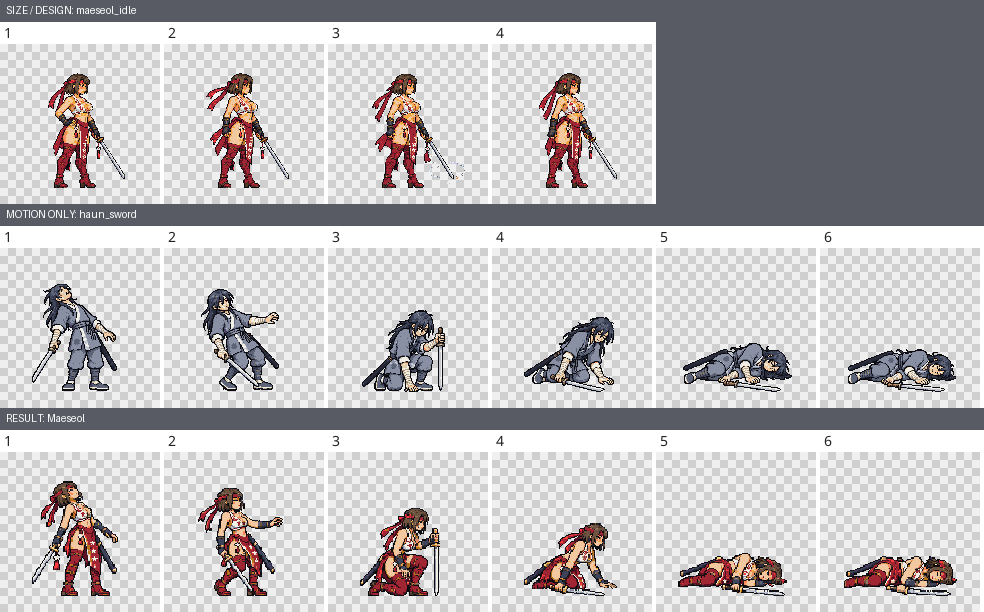 SIZE / DESIGN: maeseol_idle
1 2 3 4
MOTION ONLY: haun_sword
1 2 3 4 5 6
RESULT: Maeseol
1 2 3 4 5 6